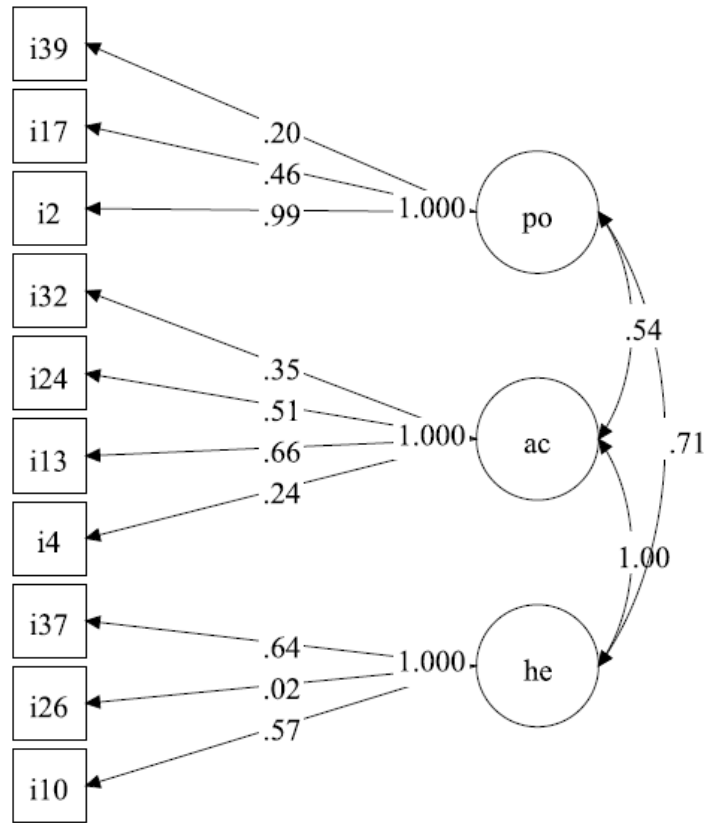 i39
i17
i2
i32
i24
i13
i4
i37
i26
i10
.20
.46
.99
.35
.51
.66
.24
.64
.02
.57
1.000
1.000
1.000
po
ac
he
.54
.71
1.00